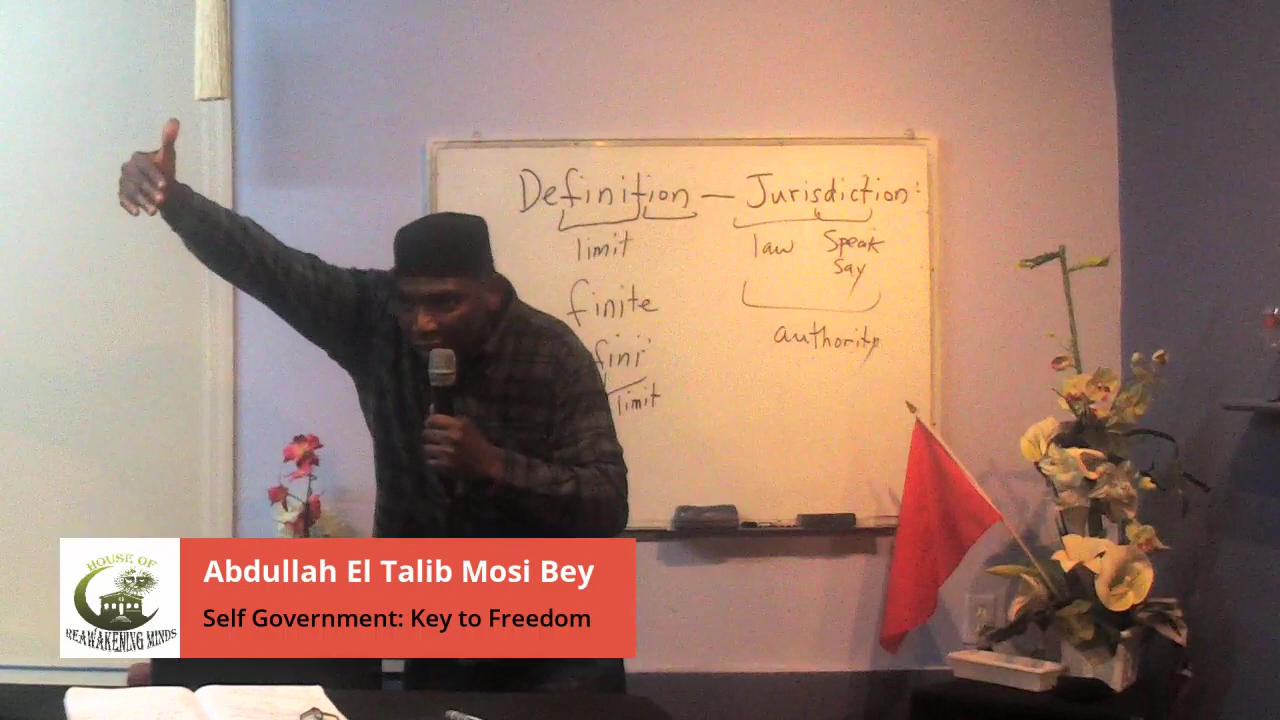 Definition — Jurisdiction:
limit
law
Speak
Say
finite
authority
fini
limit
HOUSE OF
REAWAKENING MINDS
Abdullah El Talib Mosi Bey
Self Government: Key to Freedom